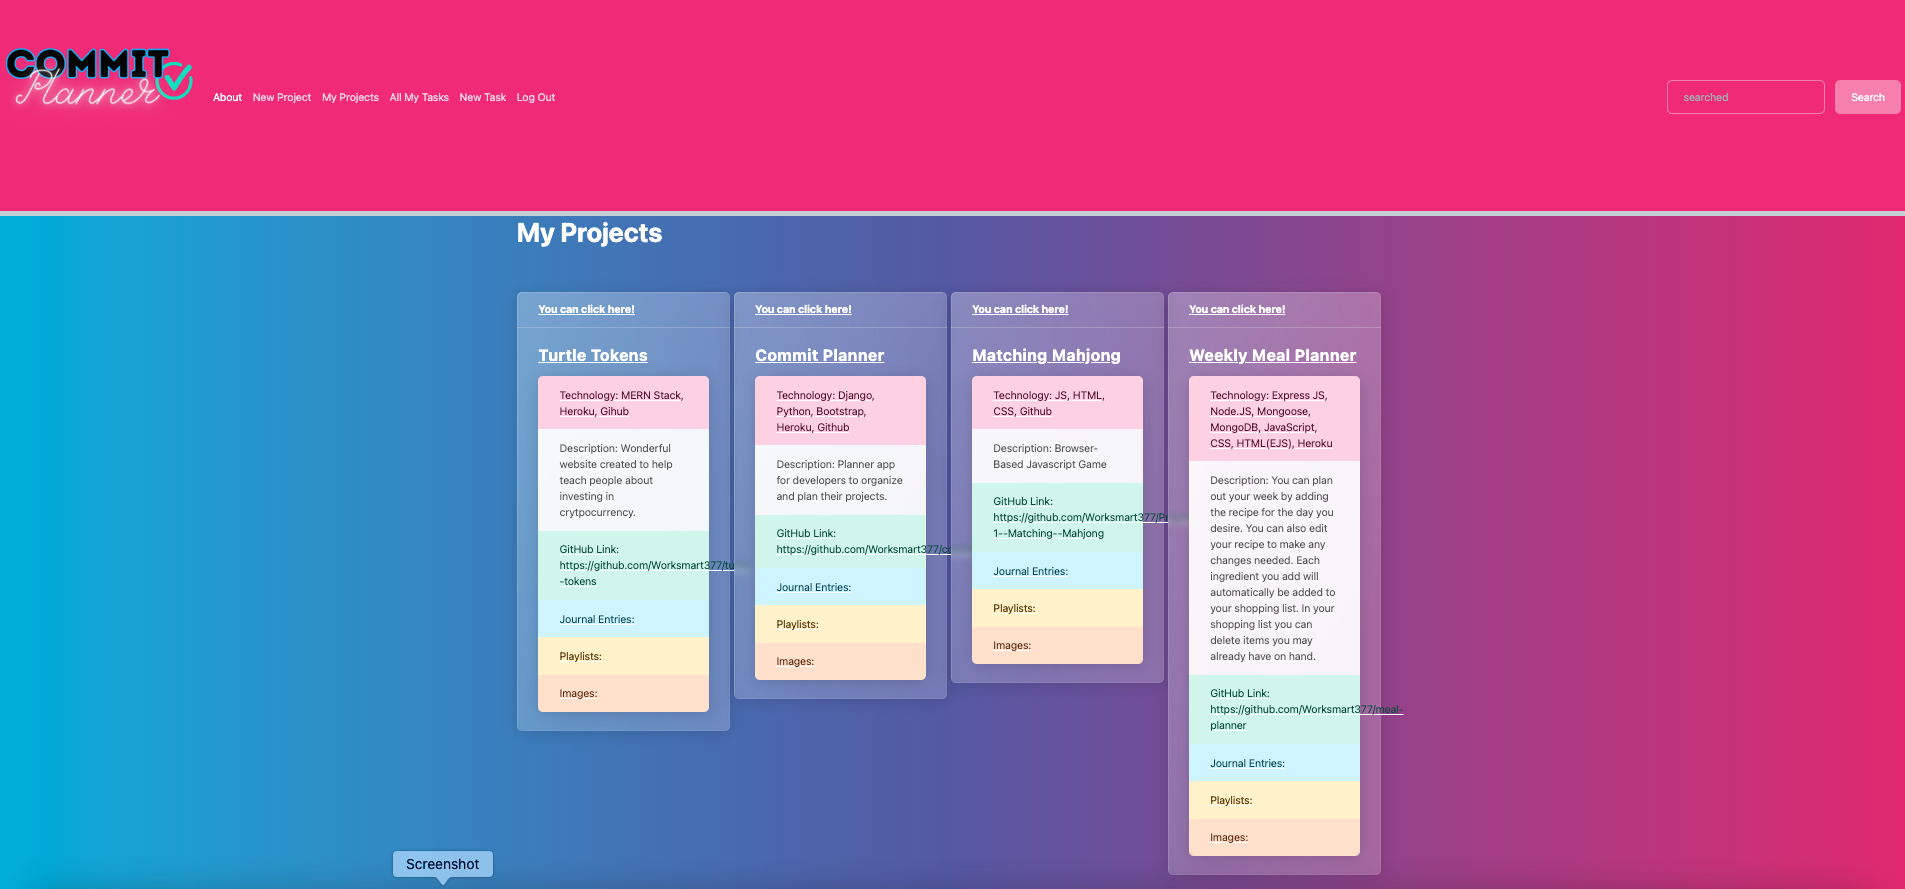 COMMIT
Planner
About New Project My Projects All My Tasks New Task Log Out
searched
Search
My Projects
You can click here!
Turtle Tokens
Technology: MERN Stack,
Heroku, Gihub
Description: Wonderful
website created to help
teach people about
investing in
crytpocurrency.
GitHub Link:
https://github.com/Worksmart377/tu
-tokens
Journal Entries:
Playlists:
Images:
You can click here!
Commit Planner
Technology: Django,
Python, Bootstrap,
Heroku, Github
Description: Planner app
for developers to organize
and plan their projects.
GitHub Link:
https://github.com/Worksmart377/c
Journal Entries:
Playlists:
Images:
You can click here!
Matching Mahjong
Technology: JS, HTML,
CSS, Github
Description: Browser-
Based Javascript Game
GitHub Link:
https://github.com/Worksmart377/P
1--Matching--Mahjong
Journal Entries:
Playlists:
Images:
You can click here!
Weekly Meal Planner
Technology: Express JS,
Node.JS, Mongoose,
MongoDB, JavaScript,
CSS, HTML(EJS), Heroku
Description: You can plan
out your week by adding
the recipe for the day you
desire. You can also edit
your recipe to make any
changes needed. Each
ingredient you add will
automatically be added to
your shopping list. In your
shopping list you can
delete items you may
already have on hand.
GitHub Link:
https://github.com/Worksmart377/meal-
planner
Journal Entries:
Playlists:
Images:
Screenshot